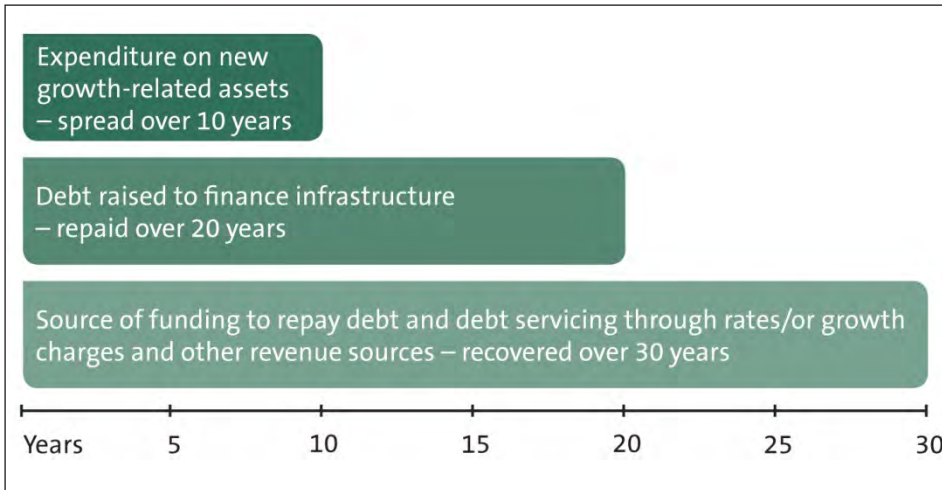 Expenditure on new
growth-related assets
– spread over 10 years
Debt raised to finance infrastructure
– repaid over 20 years
Source of funding to repay debt and debt servicing through rates/or growth
charges and other revenue sources – recovered over 30 years
Years 5 10 15 20 25 30